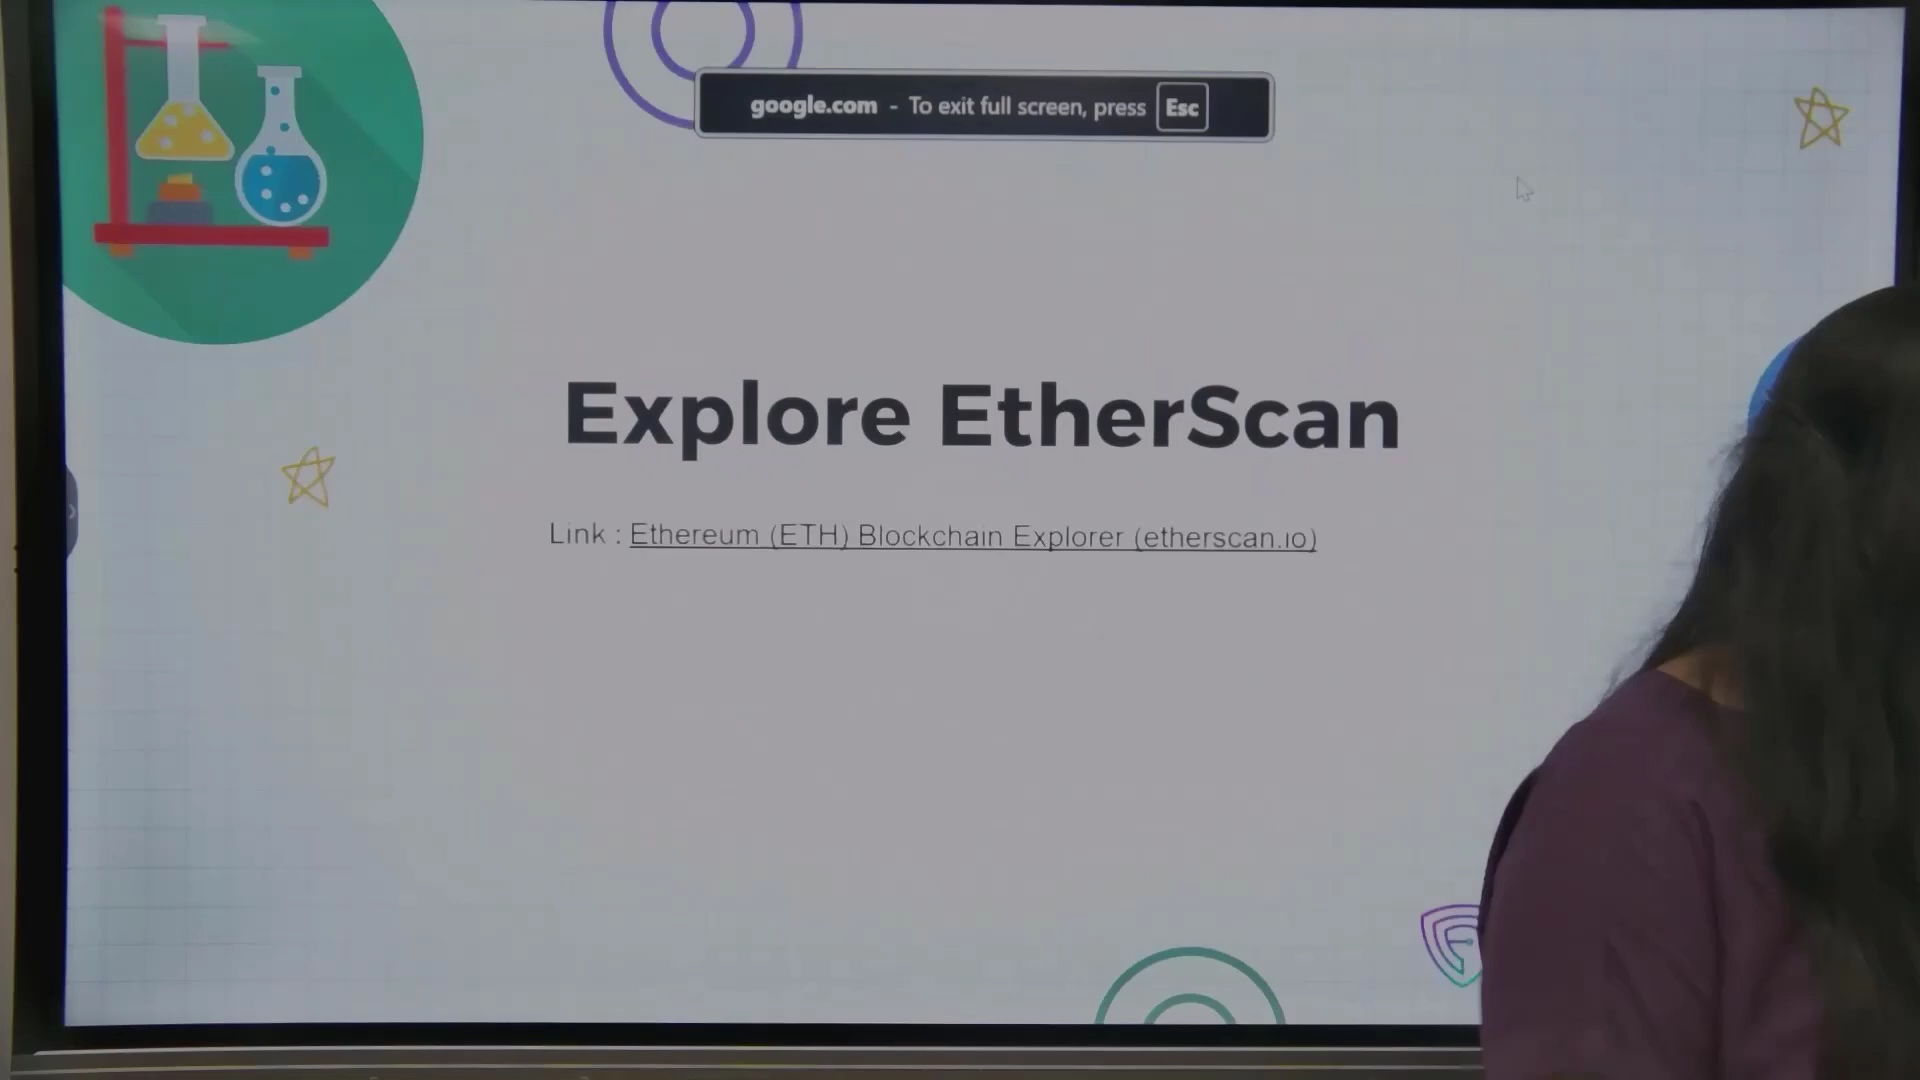 google.com - To exit full screen, press Esc
Explore EtherScan
Link : Ethereum (ETH) Blockchain Explorer (etherscan.io)